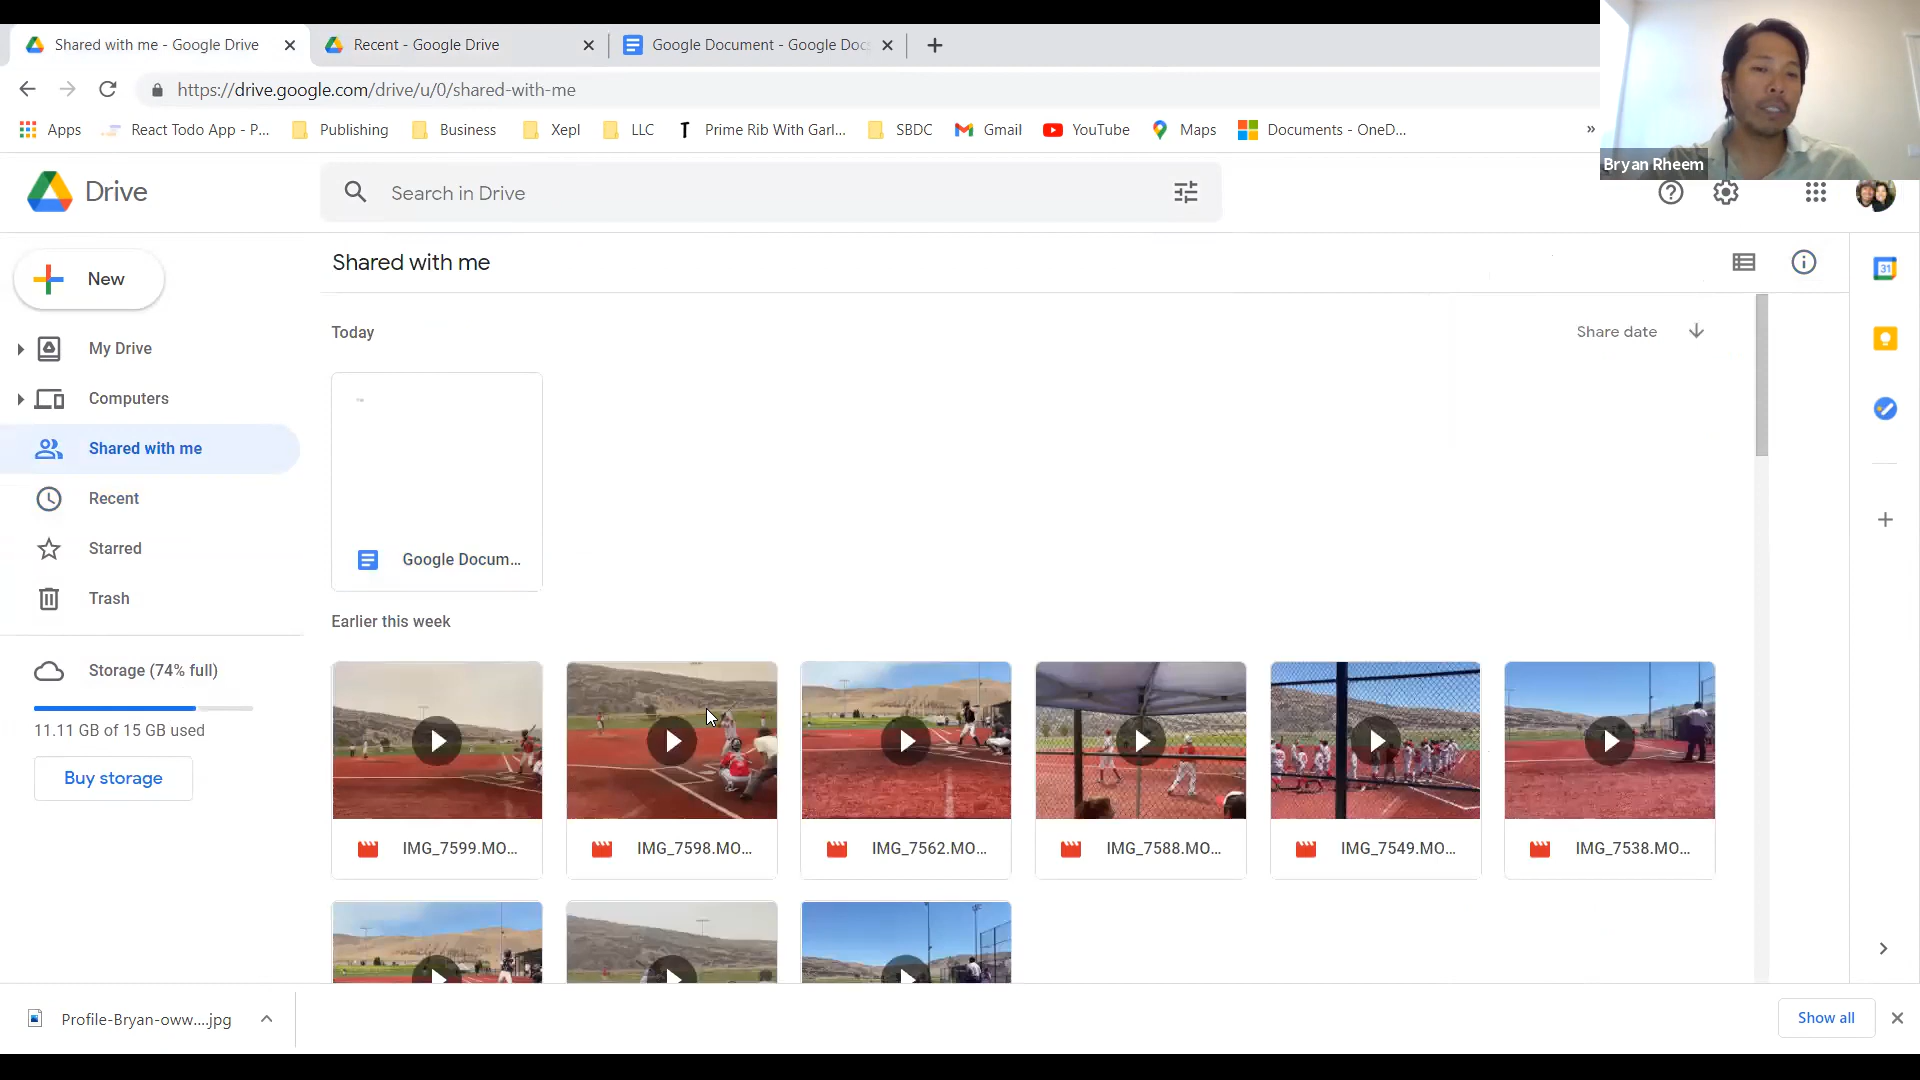 Shared with me - Google Drive
Recent - Google Drive
Google Document - Google Doc
https://drive.google.com/drive/u/0/shared-with-me
Apps
React Todo App - P...
Publishing
Business
Xepl
LLC
Prime Rib With Garl...
SBDC
Gmail
YouTube
Maps
Documents - OneD...
»
Bryan Rheem
Drive
Search in Drive
New
Shared with me
31
My Drive
Today
Share date
Computers
Shared with me
Recent
Starred
Google Docum...
Trash
Earlier this week
Storage (74% full)
11.11 GB of 15 GB used
Buy storage
IMG_7599.MO...
IMG_7598.MO...
IMG_7562.MO...
IMG_7588.MO...
IMG_7549.MO...
IMG_7538.MO...
Profile-Bryan-oww....jpg
Show all